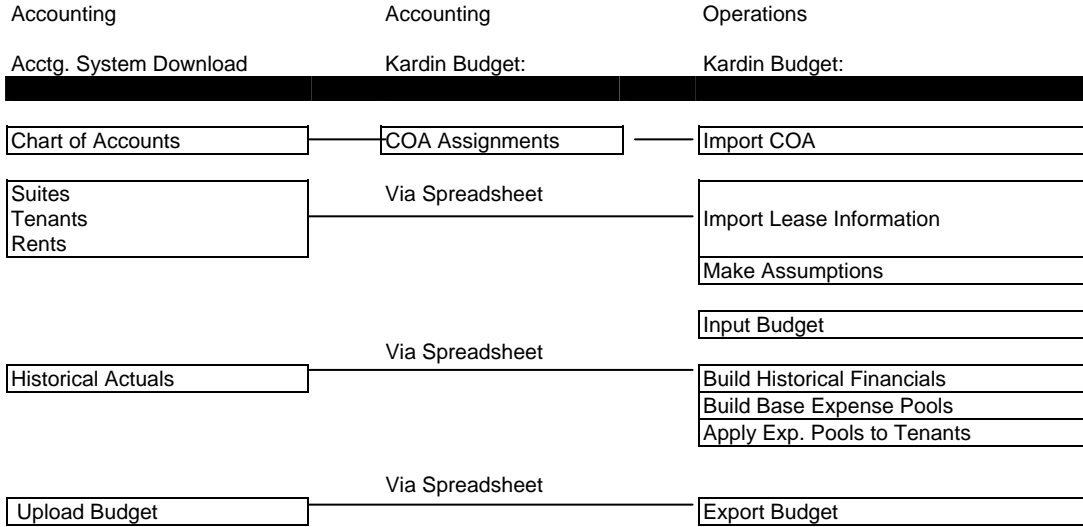 Accounting Accounting Operations
Acctg. System Download Kardin Budget: Kardin Budget:
Chart of Accounts COA Assignments Import COA
Suites Via Spreadsheet
Tenants Import Lease Information
Rents
Make Assumptions
Input Budget
Via Spreadsheet
Historical Actuals Build Historical Financials
Build Base Expense Pools
Apply Exp. Pools to Tenants
Via Spreadsheet
Upload Budget Export Budget